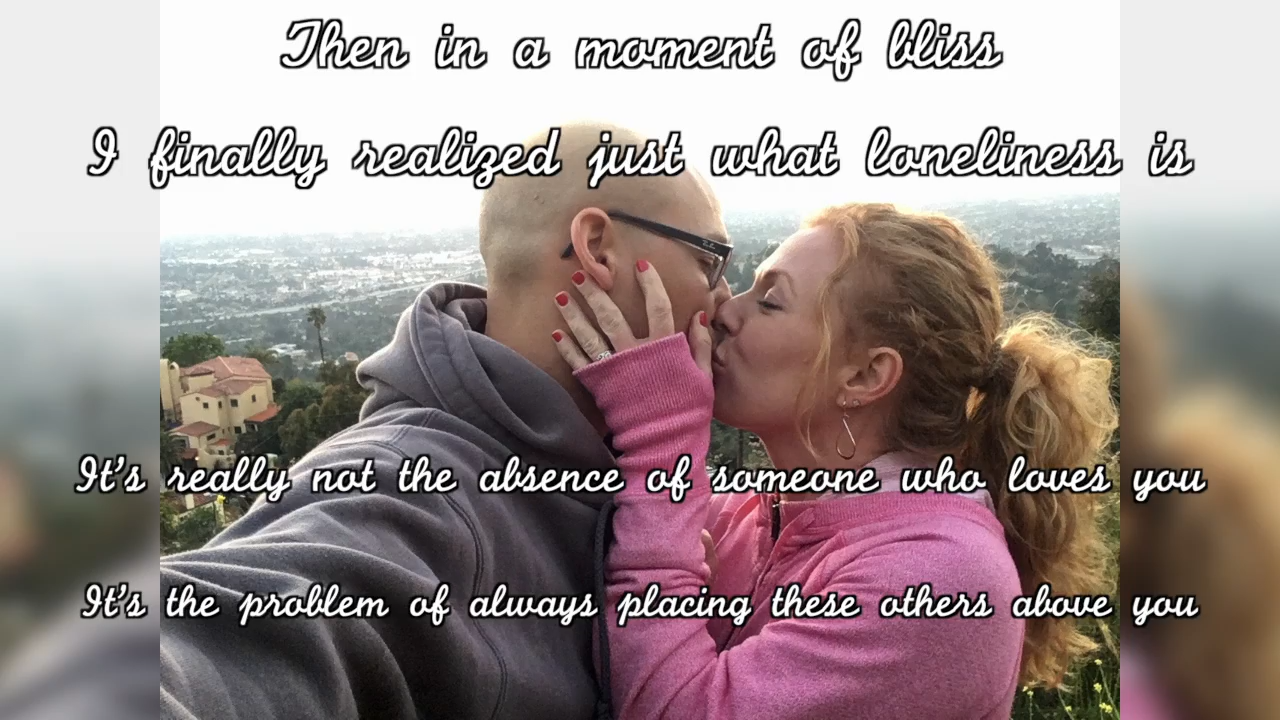 Then in a moment of bliss
I finally realized just what loneliness is
It's really not the absence of someone who loves you
It's the problem of always placing these others above you